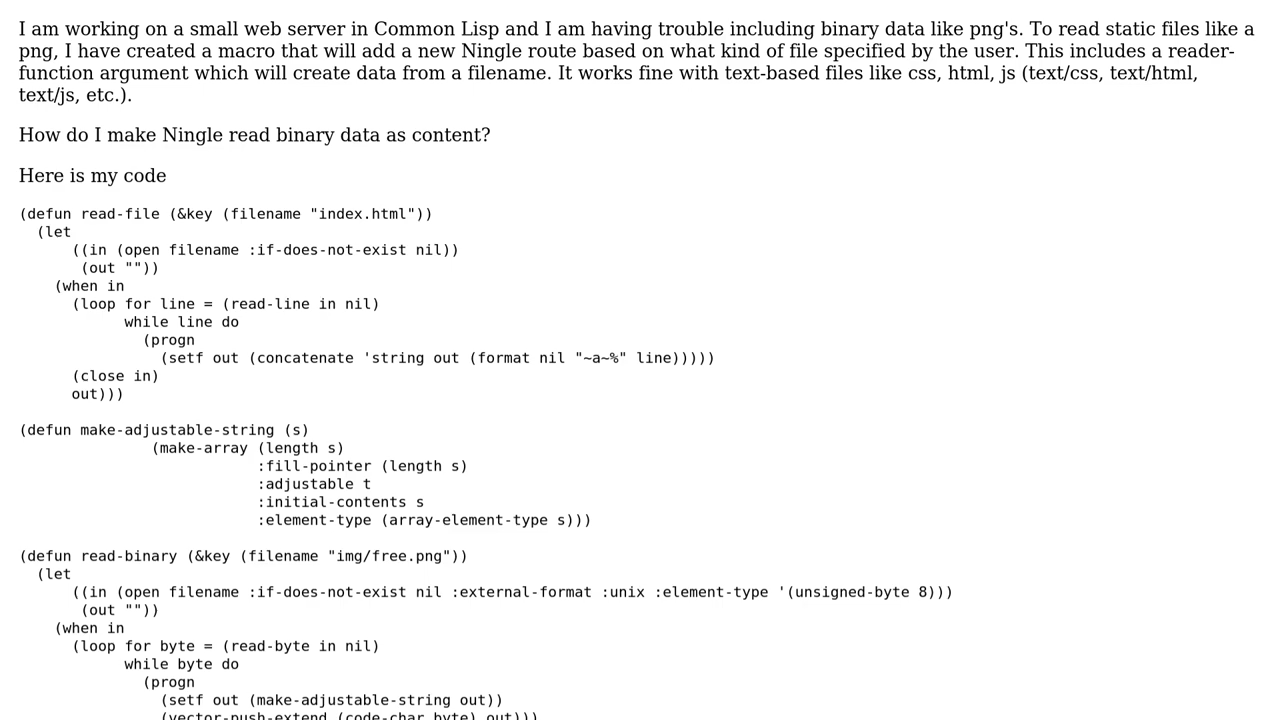 I am working on a small web server in Common Lisp and I am having trouble including binary data like png's. To read static files like a
png, I have created a macro that will add a new Ningle route based on what kind of file specified by the user. This includes a reader-
function argument which will create data from a filename. It works fine with text-based files like css, html, js (text/css, text/html,
text/js, etc.).
How do I make Ningle read binary data as content?
Here is my code
(defun read-file (&key (filename "index.html"))
  (let
      ((in (open filename :if-does-not-exist nil))
       (out ""))
    (when in
      (loop for line = (read-line in nil)
            while line do
              (progn
                (setf out (concatenate 'string out (format nil "~a~%" line)))))
      (close in)
      out)))
(defun make-adjustable-string (s)
               (make-array (length s)
                           :fill-pointer (length s)
                           :adjustable t
                           :initial-contents s
                           :element-type (array-element-type s)))
(defun read-binary (&key (filename "img/free.png"))
  (let
      ((in (open filename :if-does-not-exist nil :external-format :unix :element-type '(unsigned-byte 8)))
       (out ""))
    (when in
      (loop for byte = (read-byte in nil)
            while byte do
              (progn
                (setf out (make-adjustable-string out))
                (vector-push-extend (code-char byte) out)))